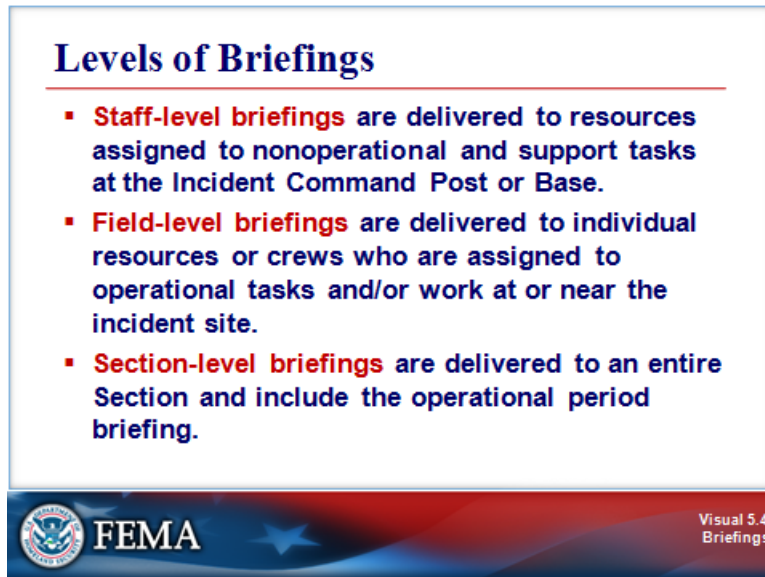 Levels of Briefings
▪ Staff-level briefings are delivered to resources
assigned to nonoperational and support tasks
at the Incident Command Post or Base.
▪ Field-level briefings are delivered to individual
resources or crews who are assigned to
operational tasks and/or work at or near the
incident site.
▪ Section-level briefings are delivered to an entire
Section and include the operational period
briefing.
FEMA
Visual 5.4
Briefings